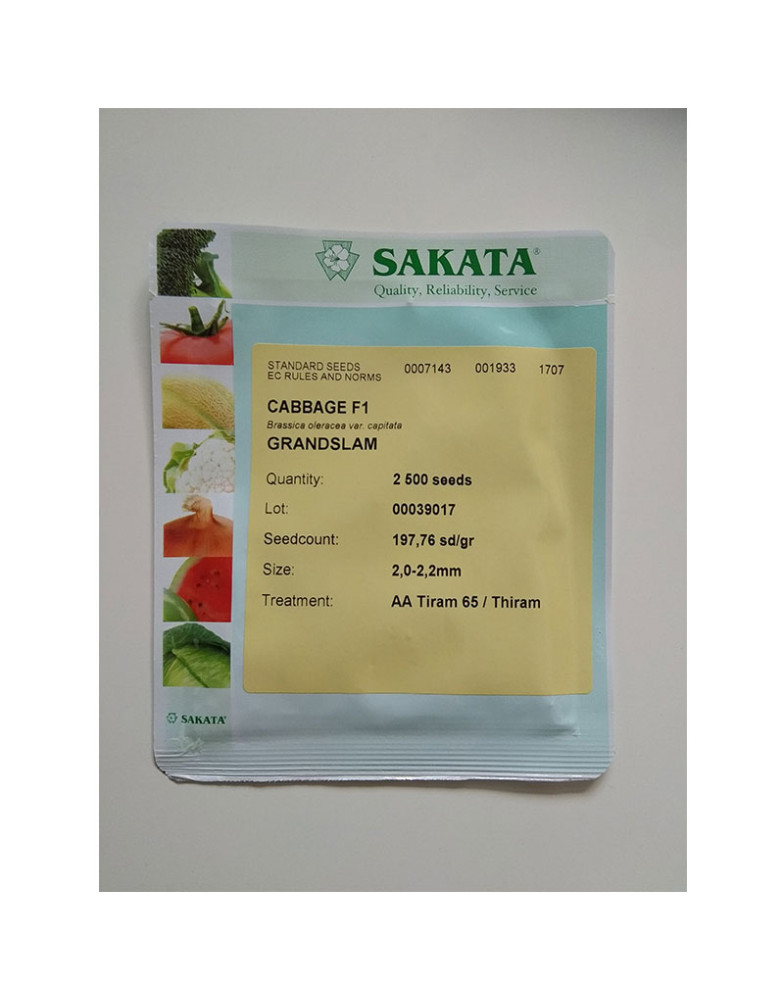 SAKATA®
Quality, Reliability, Service
STANDARD SEEDS 0007143 001933 1707
EC RULES AND NORMS
CABBAGE F1
Brassica oleracea var. capitata
GRANDSLAM
Quantity: 2 500 seeds
Lot: 00039017
Seedcount: 197,76 sd/gr
Size: 2,0-2,2mm
Treatment: AA Tiram 65 / Thiram
SAKATA®